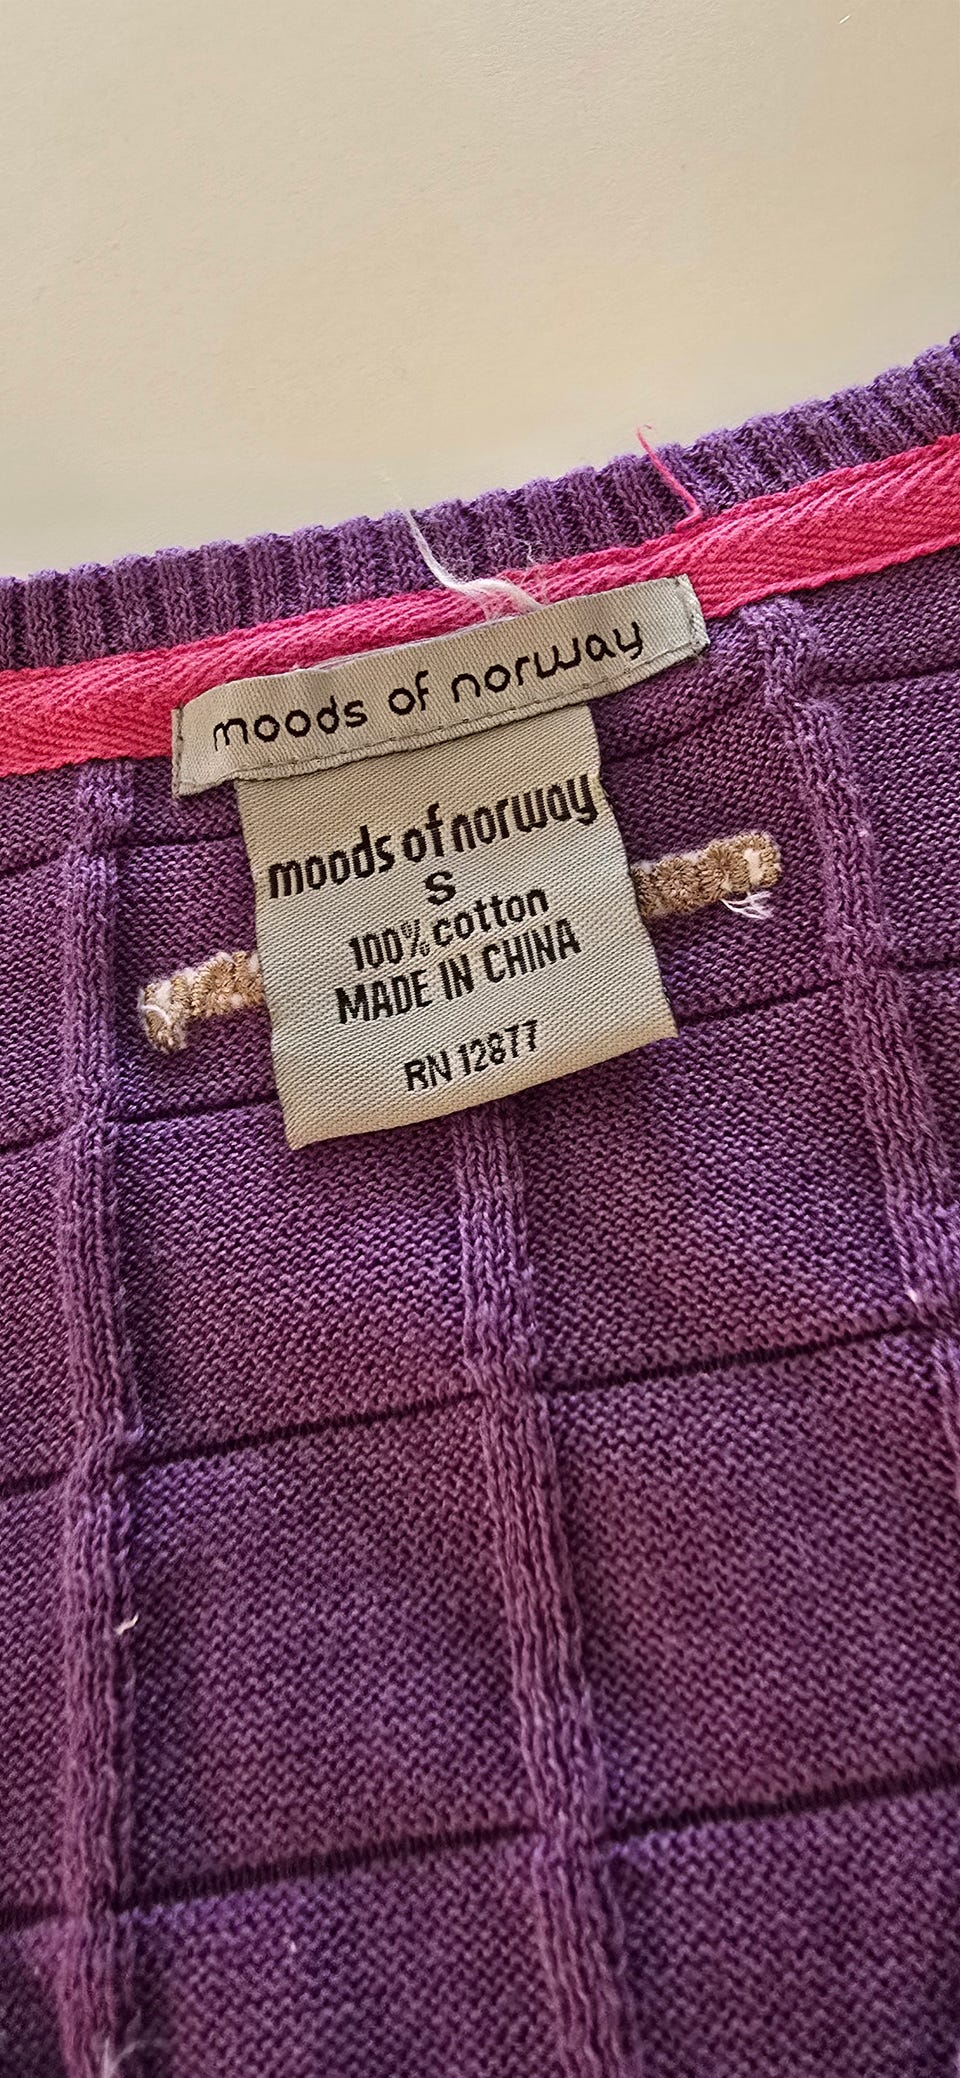 moods of norway
moods of norway
S
100% cotton
MADE IN CHINA
RN 12877